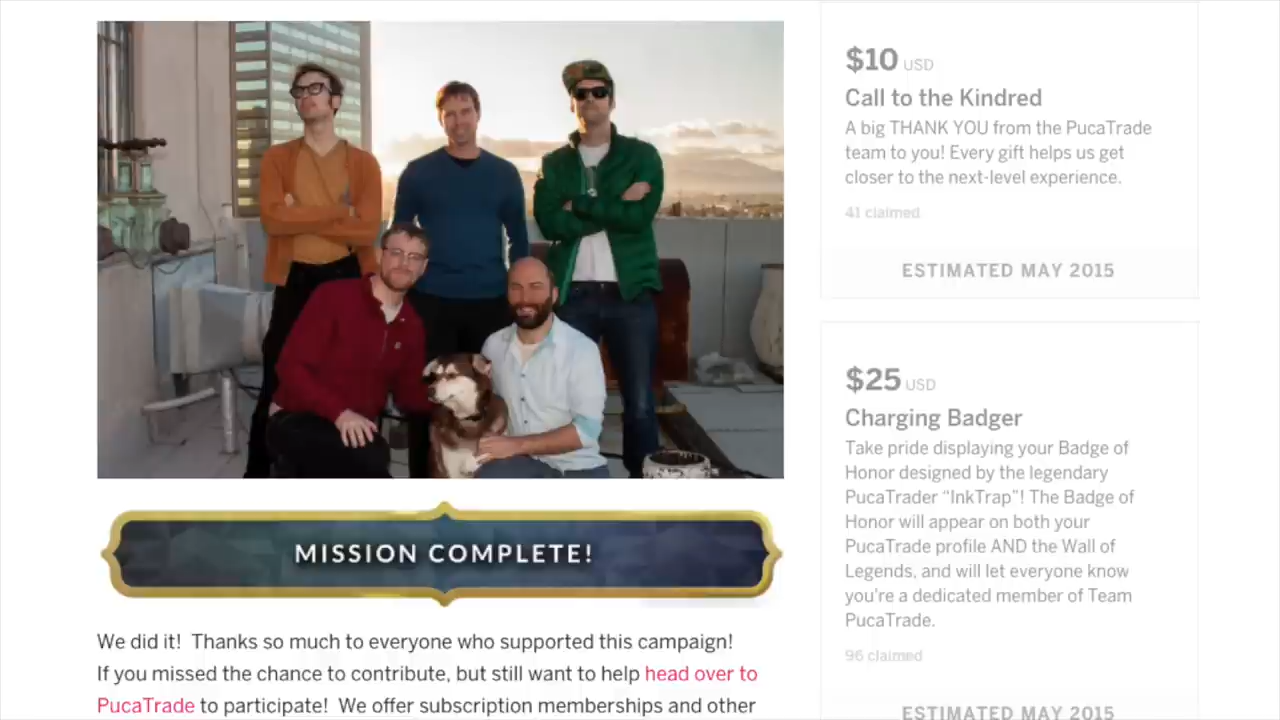 MISSION COMPLETE!
We did it!  Thanks so much to everyone who supported this campaign!
If you missed the chance to contribute, but still want to help head over to
PucaTrade to participate!  We offer subscription memberships and other
$10 USD
Call to the Kindred
A big THANK YOU from the PucaTrade
team to you! Every gift helps us get
closer to the next-level experience.
41 claimed
ESTIMATED MAY 2015
$25 USD
Charging Badger
Take pride displaying your Badge of
Honor designed by the legendary
PucaTrader “InkTrap”! The Badge of
Honor will appear on both your
PucaTrade profile AND the Wall of
Legends, and will let everyone know
you're a dedicated member of Team
PucaTrade.
96 claimed
ESTIMATED MAY 2015